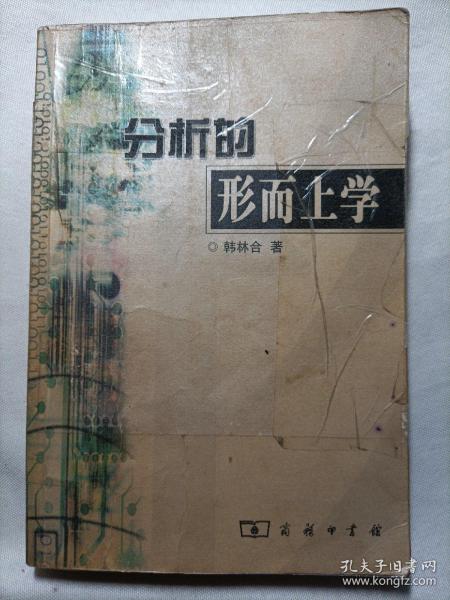 分析的
形而上学
◎ 韩林合 著
商务印书馆
孔夫子旧书网
www.kongfz.com